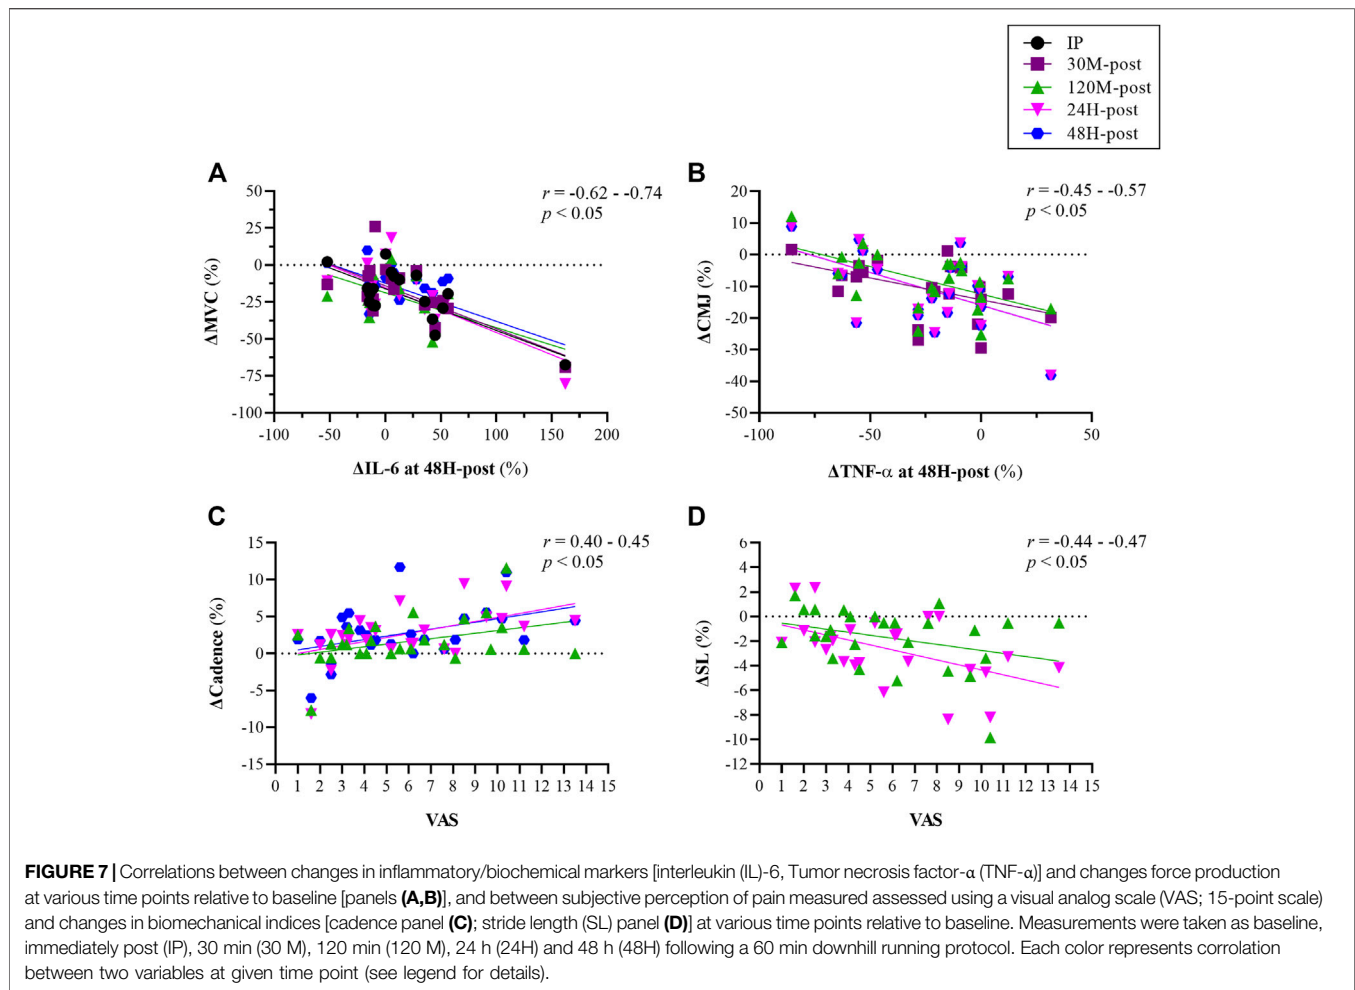 IP
30M-post
120M-post
24H-post
48H-post
A
r = -0.62 - -0.74
p < 0.05
50
25
0
-25
-50
-75
-100
ΔMVC (%)
-100
-50
0
50
100
150
200
ΔIL-6 at 48H-post (%)
B
r = -0.45 - -0.57
p < 0.05
20
10
0
-10
-20
-30
-40
-50
ΔCMJ (%)
-100
-50
0
50
ΔTNF-α at 48H-post (%)
C
r = 0.40 - 0.45
p < 0.05
15
10
5
0
-5
-10
-15
ΔCadence (%)
0 1 2 3 4 5 6 7 8 9 10 11 12 13 14 15
VAS
D
r = -0.44 - -0.47
p < 0.05
6
4
2
0
-2
-4
-6
-8
-10
-12
ΔSL (%)
0 1 2 3 4 5 6 7 8 9 10 11 12 13 14 15
VAS
FIGURE 7 | Correlations between changes in inflammatory/biochemical markers [interleukin (IL)-6, Tumor necrosis factor-α (TNF-α)] and changes force production
at various time points relative to baseline [panels (A,B)], and between subjective perception of pain measured assessed using a visual analog scale (VAS; 15-point scale)
and changes in biomechanical indices [cadence panel (C); stride length (SL) panel (D)] at various time points relative to baseline. Measurements were taken as baseline,
immediately post (IP), 30 min (30 M), 120 min (120 M), 24 h (24H) and 48 h (48H) following a 60 min downhill running protocol. Each color represents corrolation
between two variables at given time point (see legend for details).